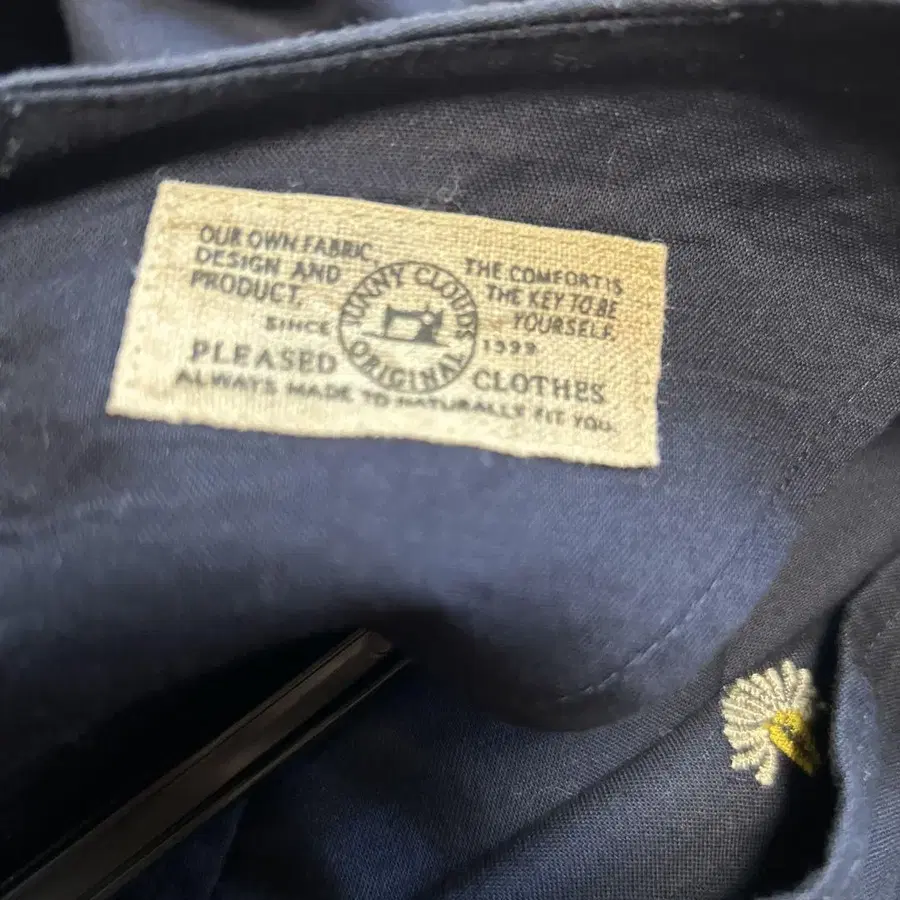 OUR OWN FABRIC,
DESIGN AND
PRODUCT.
THE COMFORT IS
THE KEY TO BE
YOURSELF.
SUNNY CLOUDS
ORIGINAL
SINCE 1999
PLEASED CLOTHES
ALWAYS MADE TO NATURALLY FIT YOU.